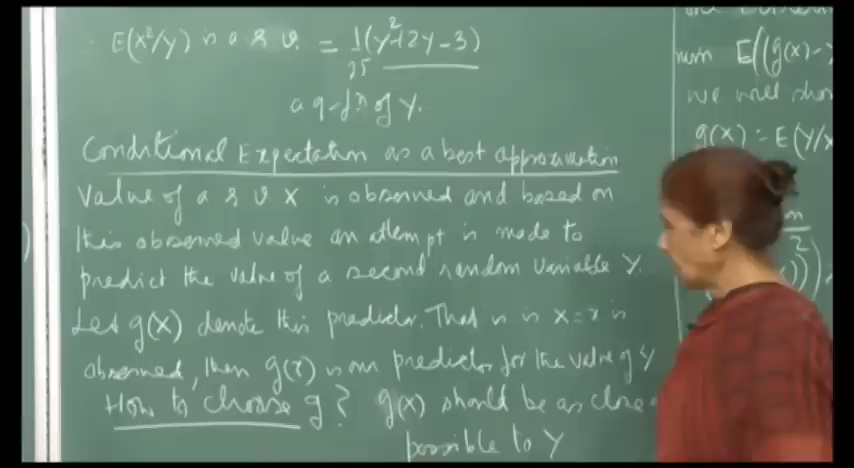 E(X²/Y) is a r v. = 1/25 (y²+2y-3)
a q-fn of Y.
Conditional Expectation as a best approximation
Value of a r v X is observed and based on
this observed value an attempt is made to
predict the value of a second random variable Y.
Let g(X) denote this predictor. That is is X=x is
observed, then g(x) is our predictor for the value of Y
How to choose g? g(X) should be as close
possible to Y
E((g(X)-
we will show
g(X) = E(Y/X